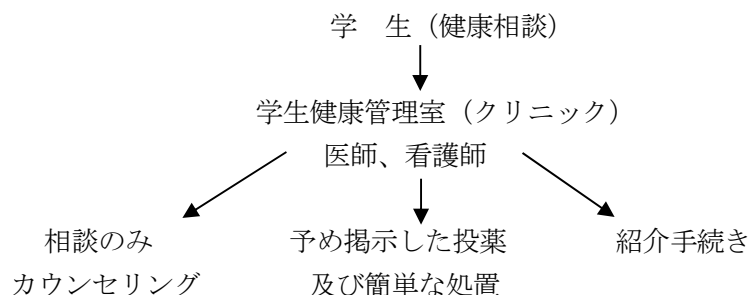 学　生（健康相談）
学生健康管理室（クリニック）
医師、看護師
相談のみ　予め掲示した投薬　紹介手続き
カウンセリング　及び簡単な処置